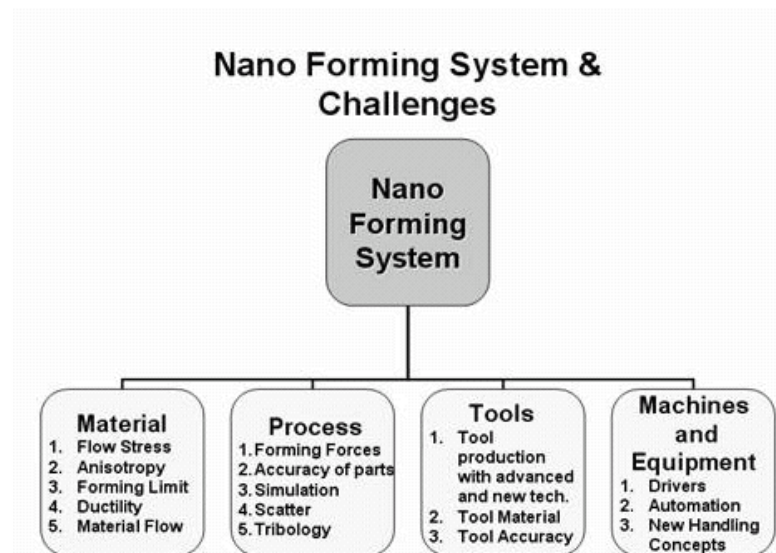 Nano Forming System &
Challenges
Nano
Forming
System
Material
1. Flow Stress
2. Anisotropy
3. Forming Limit
4. Ductility
5. Material Flow
Process
1. Forming Forces
2. Accuracy of parts
3. Simulation
4. Scatter
5. Tribology
Tools
1. Tool
production
with advanced
and new tech.
2. Tool Material
3. Tool Accuracy
Machines
and
Equipment
1. Drivers
2. Automation
3. New Handling
Concepts